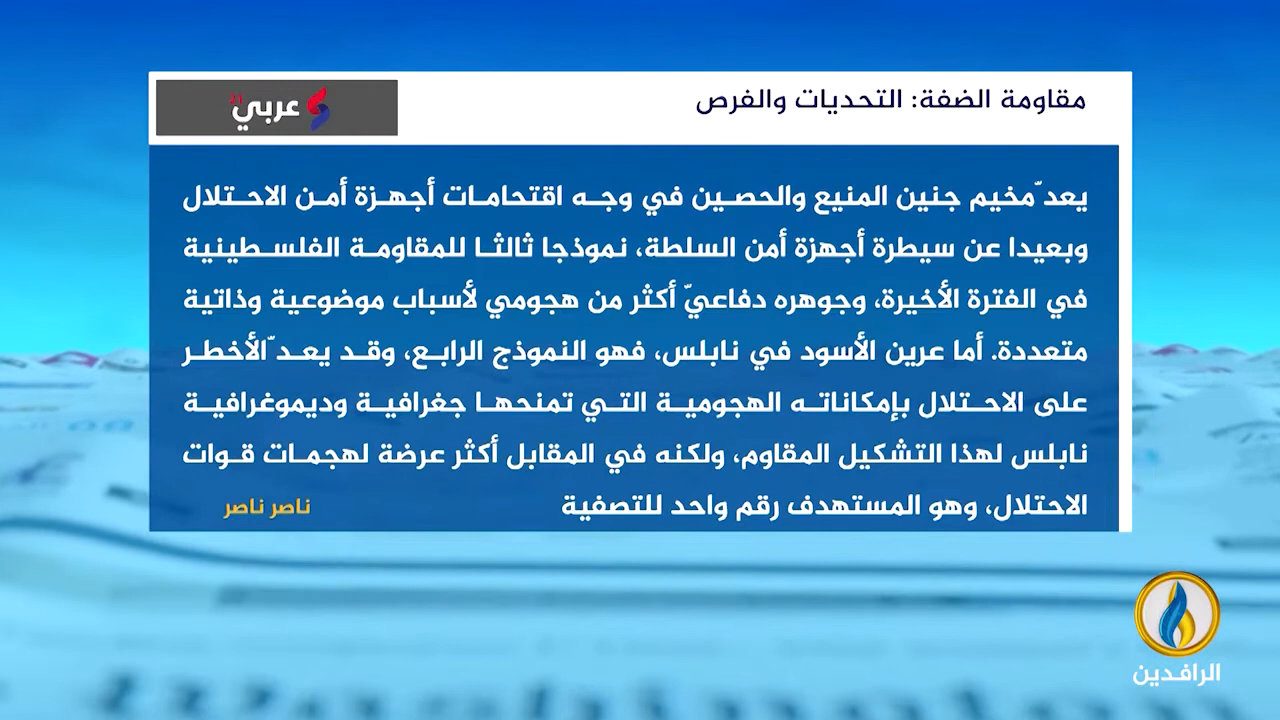 مقاومة الضفة: التحديات والفرص
عربي21
يعدّ مخيم جنين المنيع والحصين في وجه اقتحامات أجهزة أمن الاحتلال
وبعيدا عن سيطرة أجهزة أمن السلطة، نموذجا ثالثا للمقاومة الفلسطينية
في الفترة الأخيرة، وجوهره دفاعيّ أكثر من هجومي لأسباب موضوعية وذاتية
متعددة. أما عرين الأسود في نابلس، فهو النموذج الرابع، وقد يعدّ الأخطر
على الاحتلال بإمكاناته الهجومية التي تمنحها جغرافية وديموغرافية
نابلس لهذا التشكيل المقاوم، ولكنه في المقابل أكثر عرضة لهجمات قوات
الاحتلال، وهو المستهدف رقم واحد للتصفية
ناصر ناصر
الرافدين